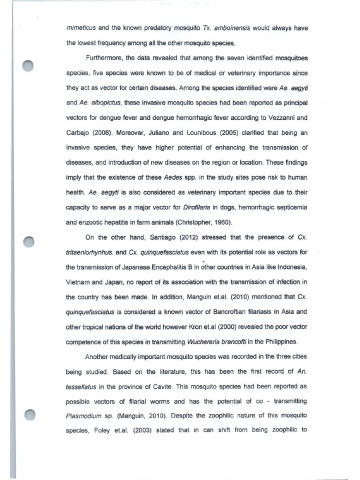 mimeticus and the known predatory mosquito Tx. amboinensis would always have
the lowest frequency among all the other mosquito species.
Furthermore, the data revealed that among the seven identified mosquitoes
species, five species were known to be of medical or veterinary importance since
they act as vector for certain diseases. Among the species identified were Ae. aegyti
and Ae. albopictus, these invasive mosquito species had been reported as principal
vectors for dengue fever and dengue hemorrhagic fever according to Vezzanni and
Carbajo (2008). Moreover, Juliano and Lounibous (2005) clarified that being an
invasive species, they have higher potential of enhancing the transmission of
diseases, and introduction of new diseases on the region or location. These findings
imply that the existence of these Aedes spp. in the study sites pose risk to human
health. Ae. aegyti is also considered as veterinary important species due to their
capacity to serve as a major vector for Dirofilaria in dogs, hemorrhagic septicemia
and enzootic hepatitis in farm animals (Christopher, 1960).
On the other hand, Santiago (2012) stressed that the presence of Cx.
tritaeniorhynhus. and Cx. quinquefasciatus even with its potential role as vectors for
the transmission of Japanese Encephalitis B in other countries in Asia like Indonesia,
Vietnam and Japan, no report of its association with the transmission of infection in
the country has been made. In addition, Manguin et.al. (2010) mentioned that Cx.
quinquefasciatus is considered a known vector of Bancroftian filariasis in Asia and
other tropical nations of the world however Kron et.al (2000) revealed the poor vector
competence of this species in transmitting Wuchereria brancofti in the Philippines.
Another medically important mosquito species was recorded in the three cities
being studied. Based on the literature, this has been the first record of An.
tessellatus in the province of Cavite. This mosquito species had been reported as
possible vectors of filarial worms and has the potential of co - transmitting
Plasmodium sp. (Manguin, 2010). Despite the zoophilic nature of this mosquito
species, Foley et.al. (2003) stated that in can shift from being zoophilic to